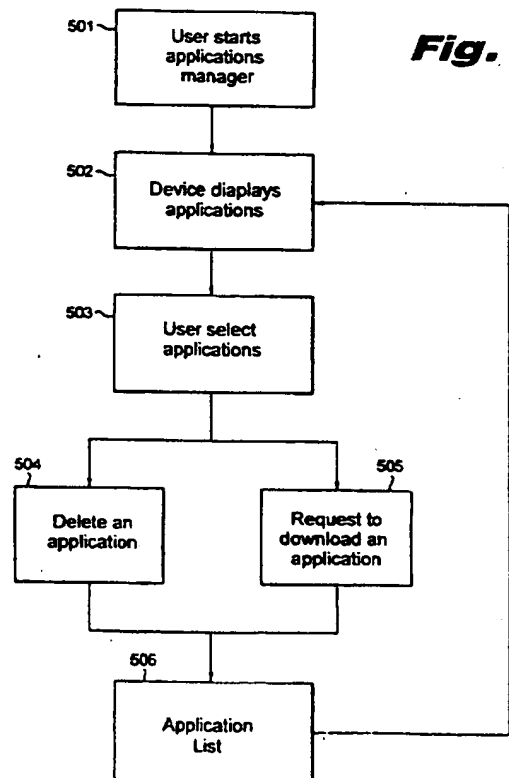 501
User starts
applications
manager
Fig.
502
Device diaplays
applications
503
User select
applications
504
Delete an
application
505
Request to
download an
application
506
Application
List